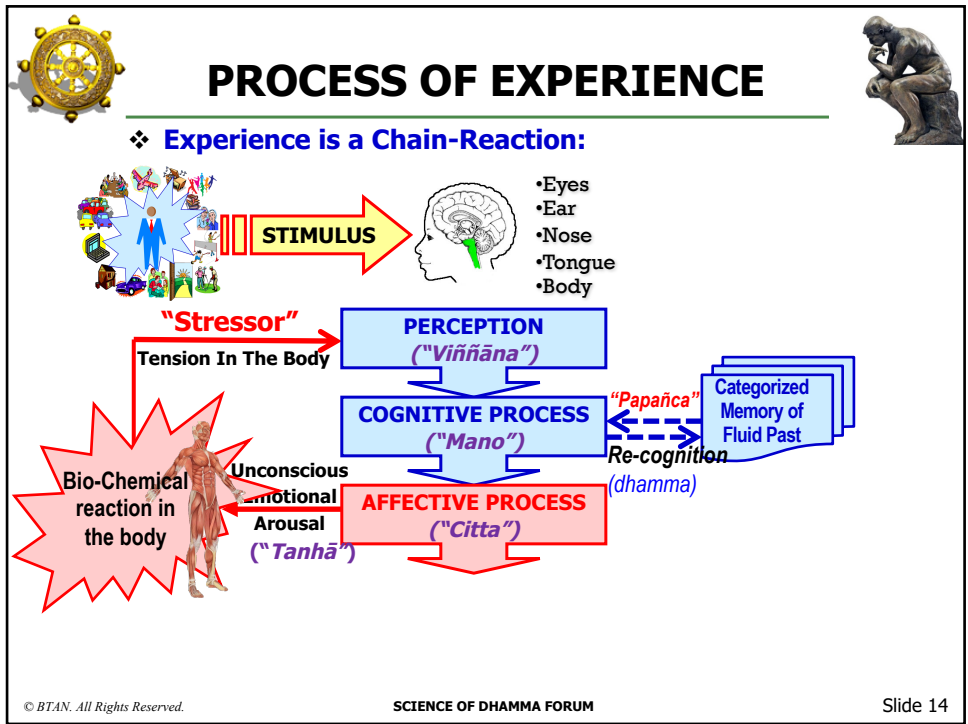 PROCESS OF EXPERIENCE
❖ Experience is a Chain-Reaction:
STIMULUS
•Eyes
•Ear
•Nose
•Tongue
•Body
“Stressor”
Tension In The Body
PERCEPTION
(“Viññāna”)
COGNITIVE PROCESS
(“Mano”)
“Papañca”
Re-cognition
(dhamma)
Categorized
Memory of
Fluid Past
AFFECTIVE PROCESS
(“Citta”)
Unconscious
Emotional
Arousal
(“Tanhā”)
Bio-Chemical
reaction in
the body
© BTAN. All Rights Reserved.
SCIENCE OF DHAMMA FORUM
Slide 14